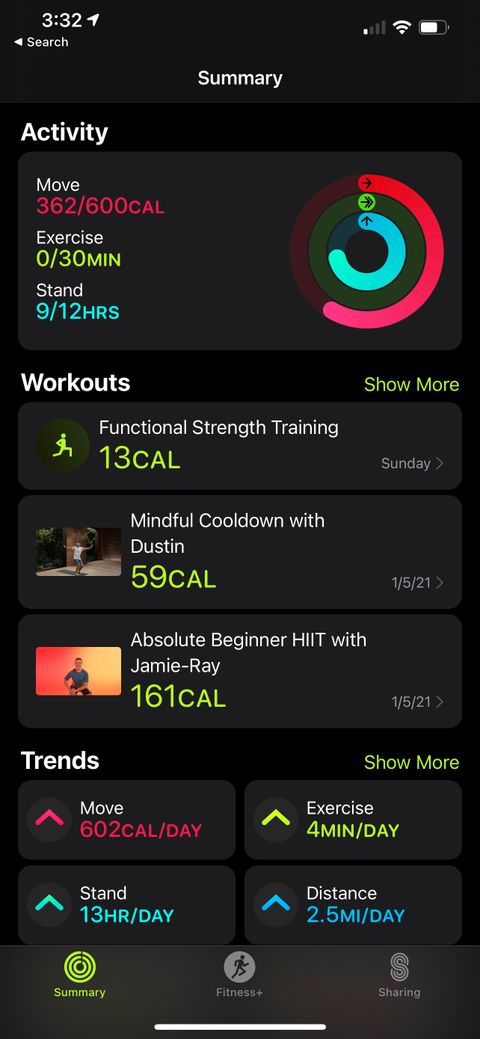 3:32
Search
Summary
Activity
Move
362/600CAL
Exercise
0/30MIN
Stand
9/12HRS
Workouts
Show More
Functional Strength Training
13CAL
Sunday
Mindful Cooldown with
Dustin
59CAL
1/5/21
Absolute Beginner HIIT with
Jamie-Ray
161CAL
1/5/21
Trends
Show More
Move
602CAL/DAY
Exercise
4MIN/DAY
Stand
13HR/DAY
Distance
2.5MI/DAY
Summary
Fitness+
Sharing